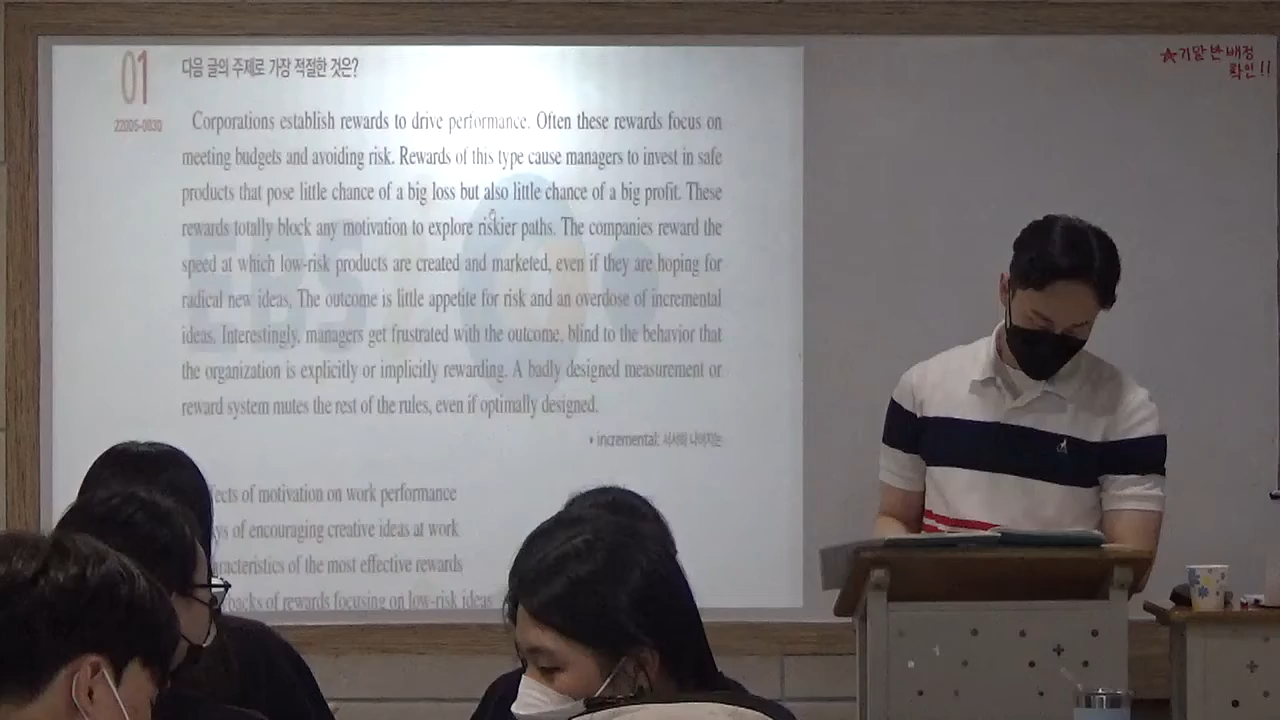 01
다음 글의 주제로 가장 적절한 것은?
22005-0030
Corporations establish rewards to drive performance. Often these rewards focus on
meeting budgets and avoiding risk. Rewards of this type cause managers to invest in safe
products that pose little chance of a big loss but also little chance of a big profit. These
rewards totally block any motivation to explore riskier paths. The companies reward the
speed at which low-risk products are created and marketed, even if they are hoping for
radical new ideas. The outcome is little appetite for risk and an overdose of incremental
ideas. Interestingly, managers get frustrated with the outcome, blind to the behavior that
the organization is explicitly or implicitly rewarding. A badly designed measurement or
reward system mutes the rest of the rules, even if optimally designed.
* incremental: 서서히 나아지는
of motivation on work performance
of encouraging creative ideas at work
of the most effective rewards
of rewards focusing on low-risk ideas
EBS
☆기말 반 배정
확인!!